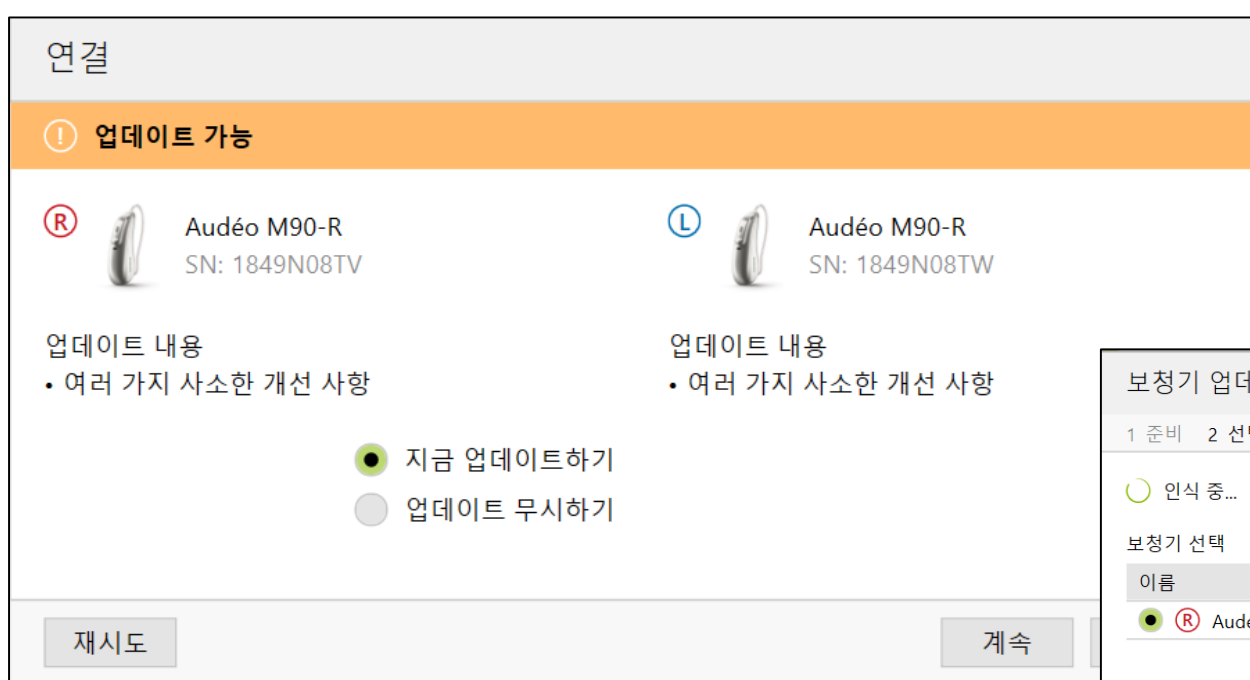 연결
! 업데이트 가능
R Audéo M90-R
SN: 1849N08TV
L Audéo M90-R
SN: 1849N08TW
업데이트 내용
• 여러 가지 사소한 개선 사항
업데이트 내용
• 여러 가지 사소한 개선 사항
지금 업데이트하기
업데이트 무시하기
재시도
계속
보청기
1 준비 2
인식 중...
보청기 선택
이름
R